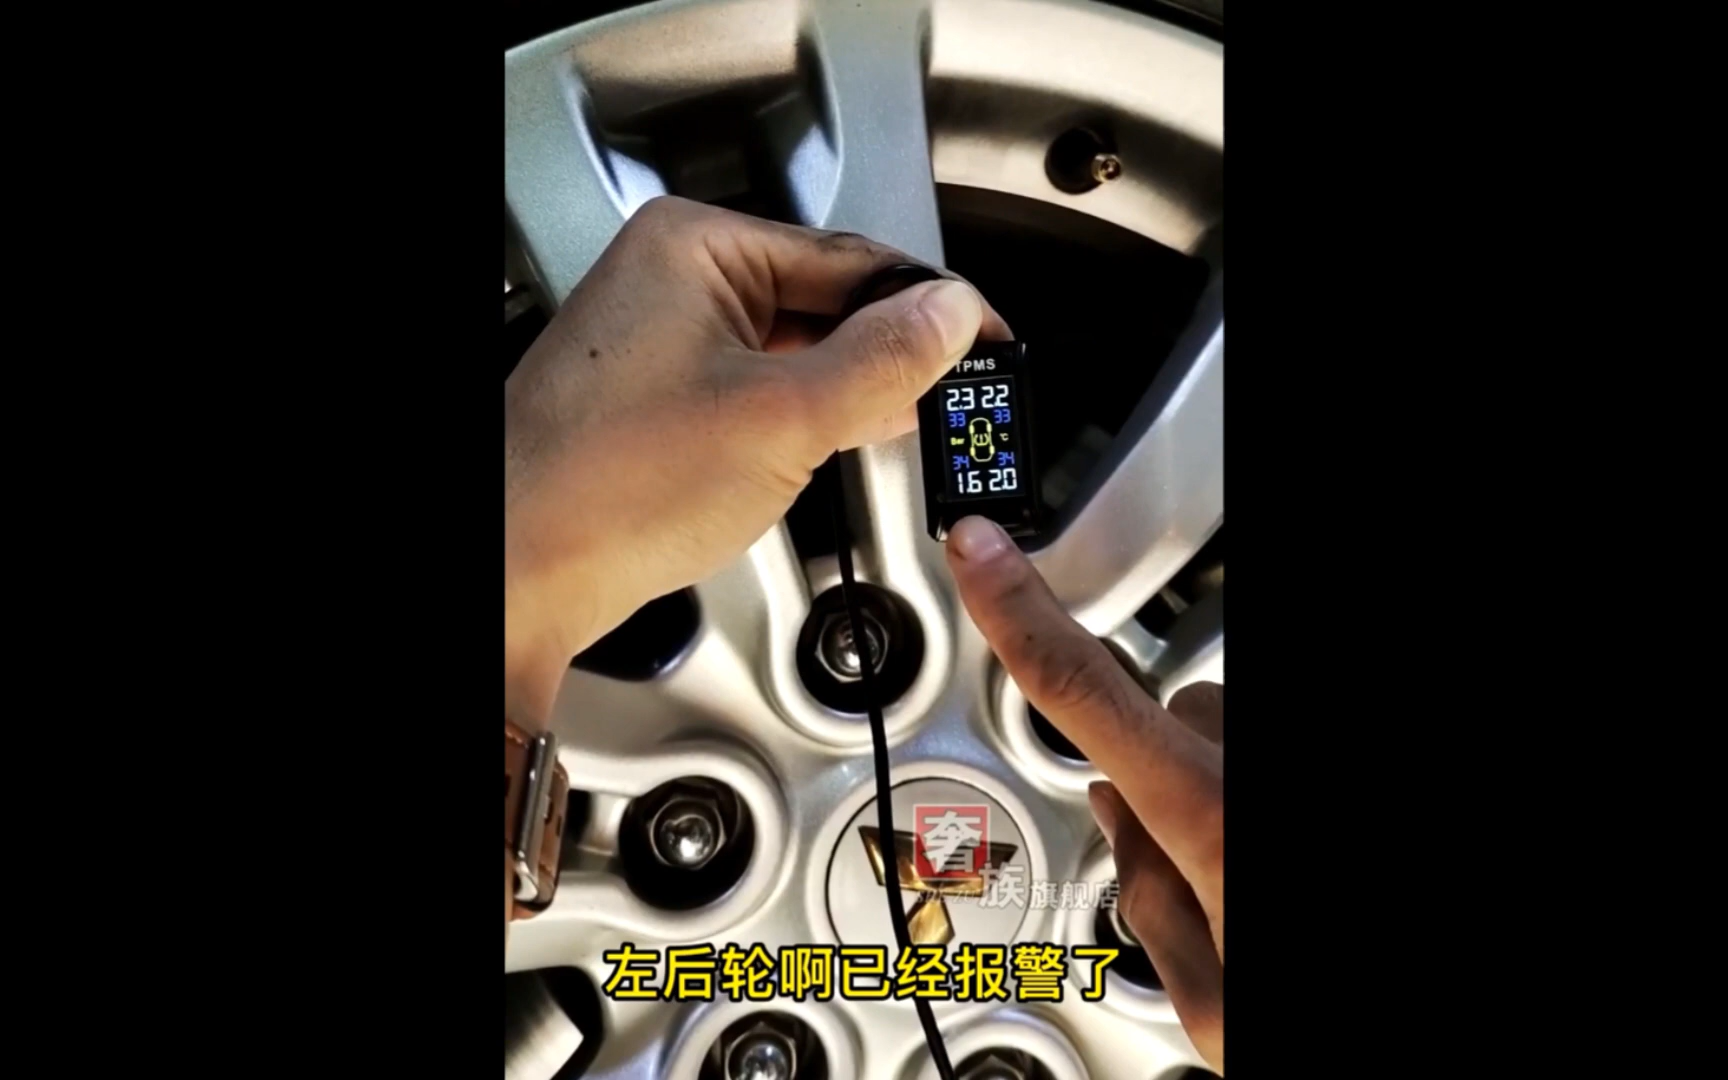 TPMS
2.3 2.2
33 33
Bar ℃
34 34
1.6 2.0
奢
族旗舰店
左后轮啊已经报警了